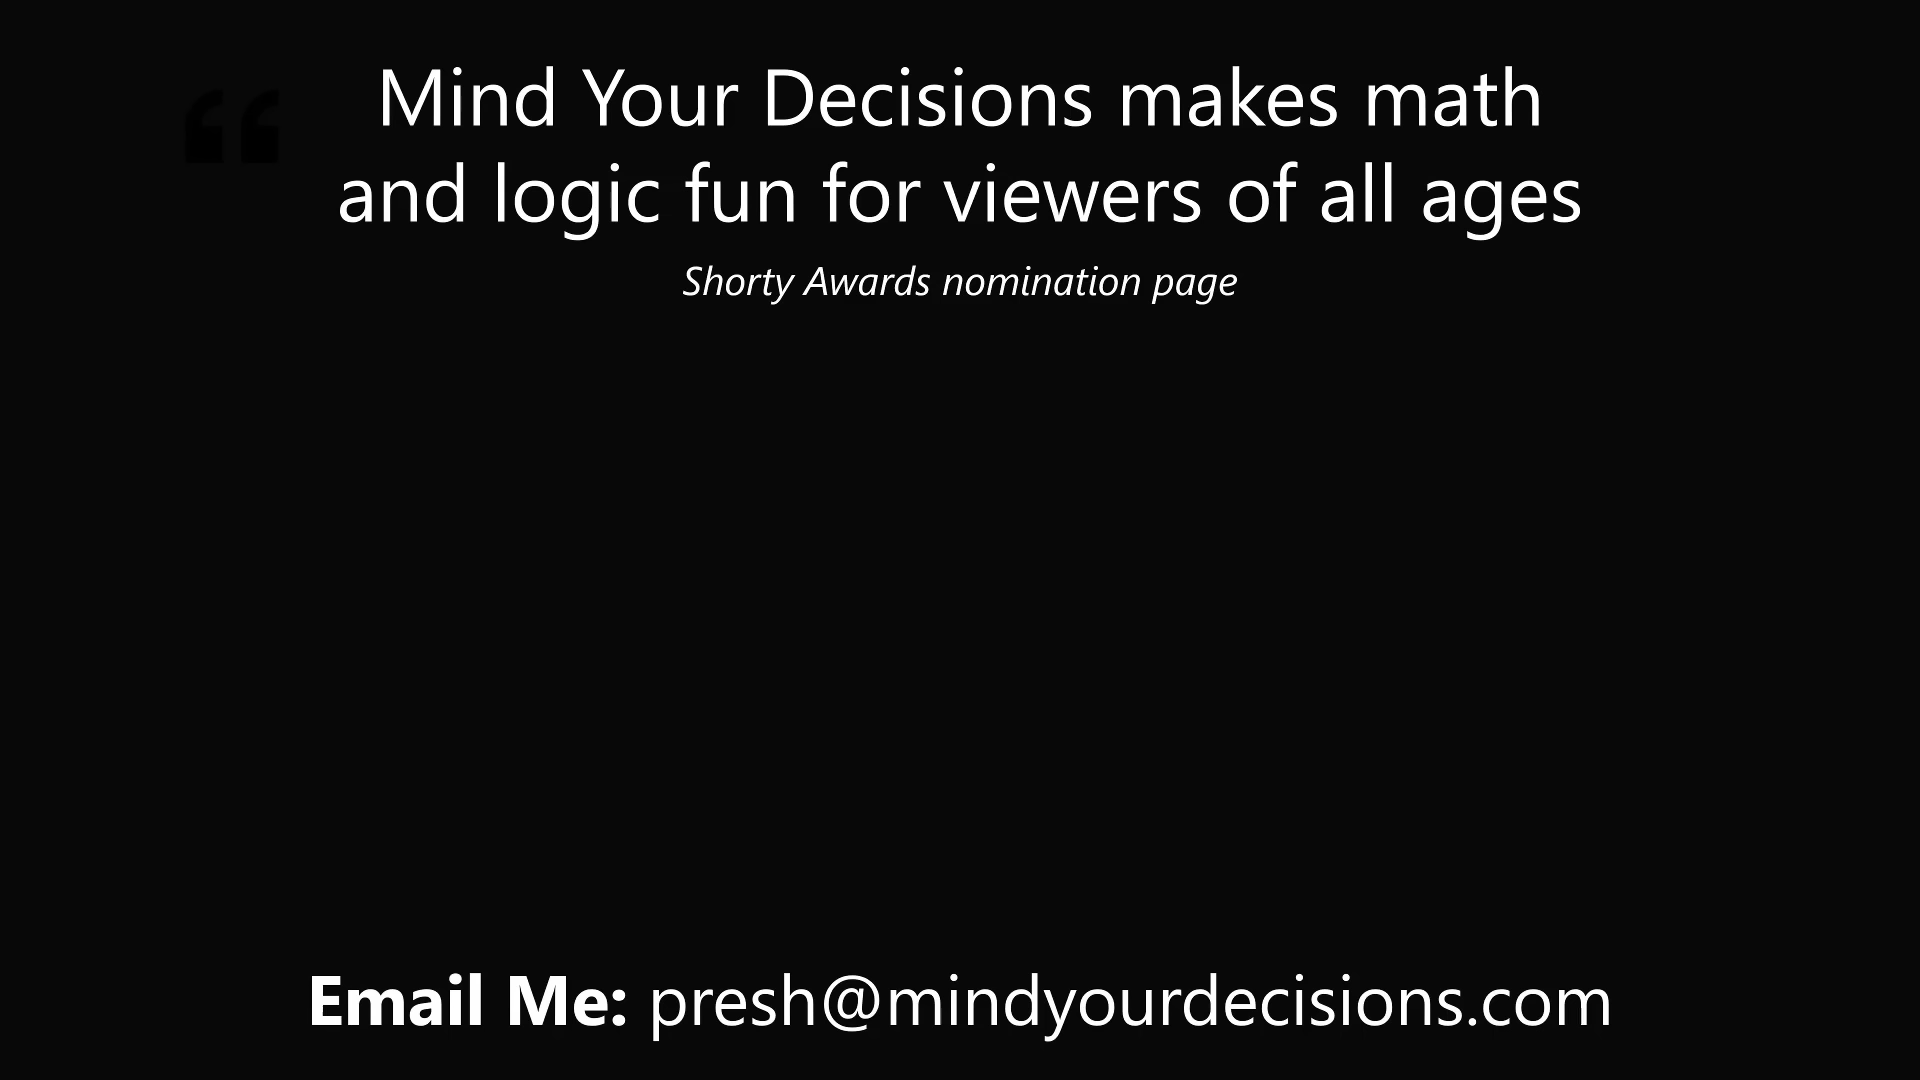 “ Mind Your Decisions makes math
and logic fun for viewers of all ages
Shorty Awards nomination page
Email Me: presh@mindyourdecisions.com